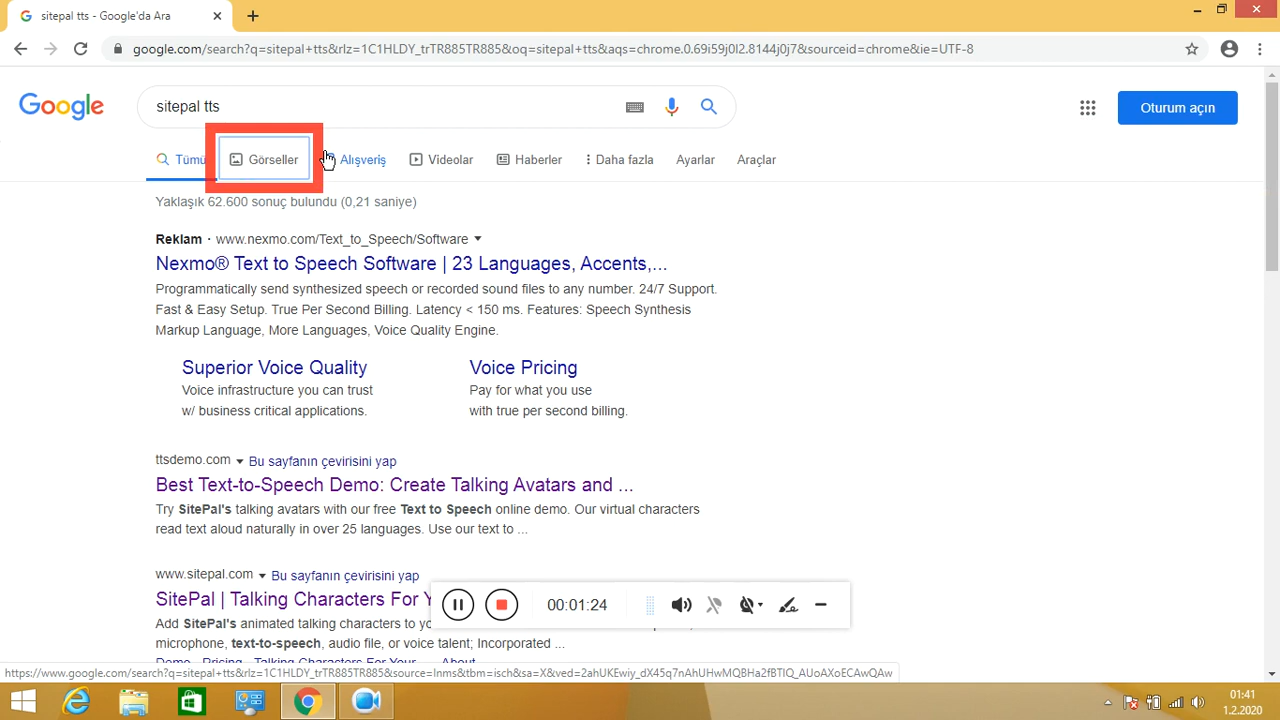 sitepal tts - Google'da Ara
google.com/search?q=sitepal+tts&rlz=1C1HLDY_trTR885TR885&oq=sitepal+tts&aqs=chrome.0.69i59j0l2.8144j0j7&sourceid=chrome&ie=UTF-8
Google
sitepal tts
Oturum açın
Tümü Görseller Alışveriş Videolar Haberler Daha fazla Ayarlar Araçlar
Yaklaşık 62.600 sonuç bulundu (0,21 saniye)
Reklam · www.nexmo.com/Text_to_Speech/Software
Nexmo® Text to Speech Software | 23 Languages, Accents,...
Programmatically send synthesized speech or recorded sound files to any number. 24/7 Support.
Fast & Easy Setup. True Per Second Billing. Latency < 150 ms. Features: Speech Synthesis
Markup Language, More Languages, Voice Quality Engine.
Superior Voice Quality
Voice infrastructure you can trust
w/ business critical applications.
Voice Pricing
Pay for what you use
with true per second billing.
ttsdemo.com Bu sayfanın çevirisini yap
Best Text-to-Speech Demo: Create Talking Avatars and ...
Try SitePal's talking avatars with our free Text to Speech online demo. Our virtual characters
read text aloud naturally in over 25 languages. Use our text to ...
www.sitepal.com Bu sayfanın çevirisini yap
SitePal | Talking Characters For Y
Add SitePal's animated talking characters to yo
microphone, text-to-speech, audio file, or voice talent; Incorporated ...
Demo Pricing Talking Characters For Your About
00:01:24
https://www.google.com/search?q=sitepal+tts&rlz=1C1HLDY_trTR885TR885&source=lnms&tbm=isch&sa=X&ved=2ahUKEwiy_dX45q7nAhUHwMQBHa2fBTIQ_AUoAXoECAwQAw
01:41
1.2.2020